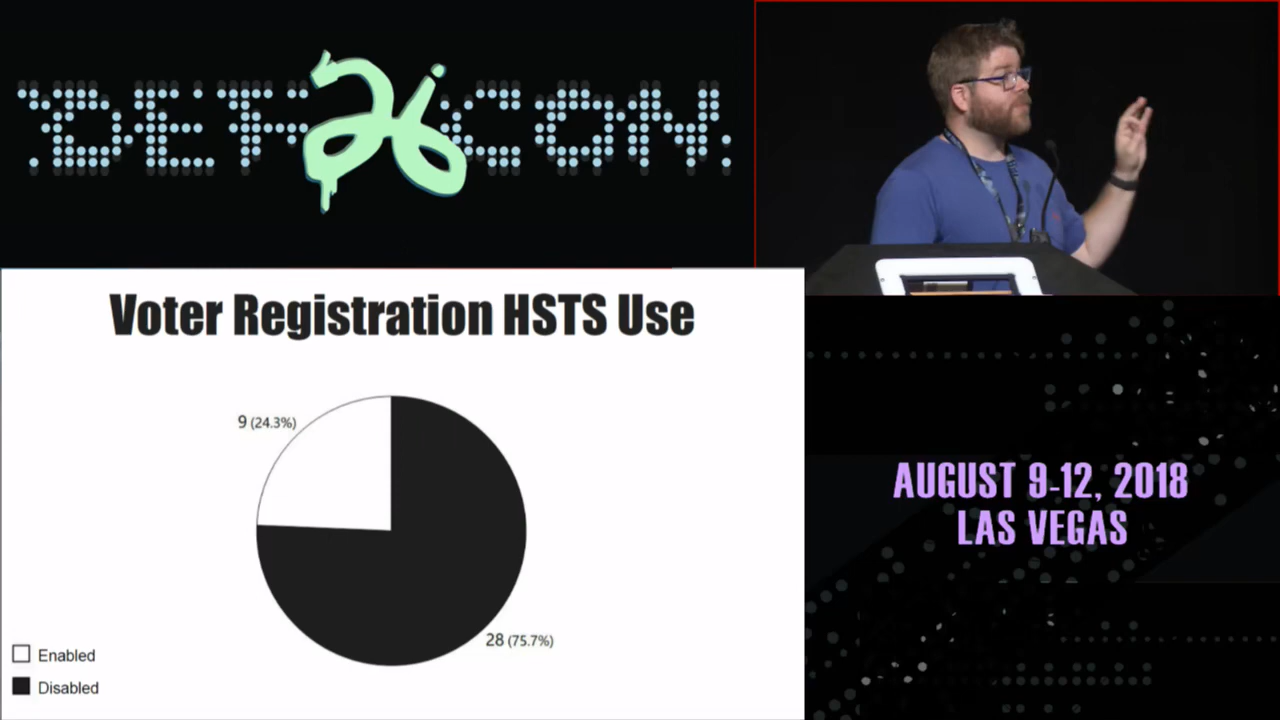 DEF 26 CON
Voter Registration HSTS Use
9 (24.3%)
28 (75.7%)
Enabled
Disabled
AUGUST 9-12, 2018
LAS VEGAS